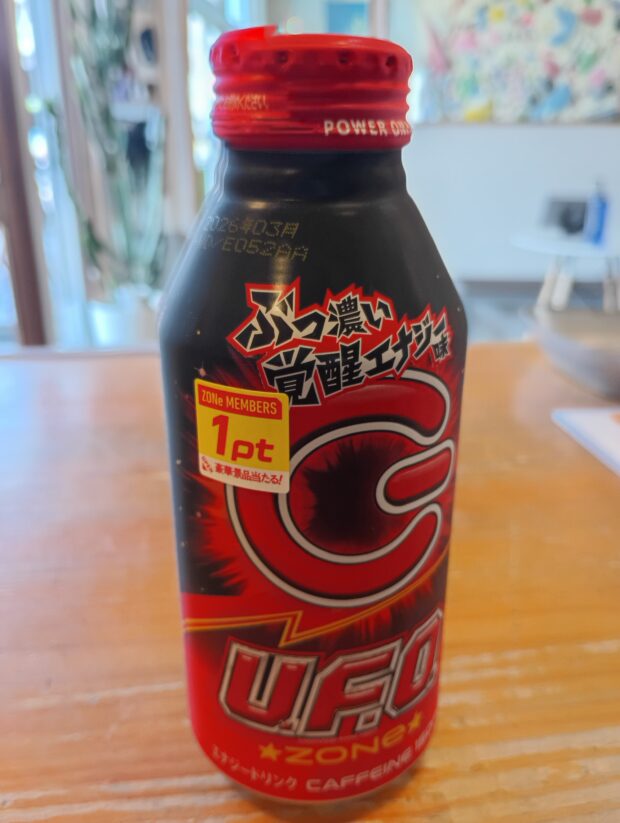 POWER
2026年03月
/E052AA
ぶっ濃い
覚醒エナジー味
ZONe MEMBERS
1pt
豪華景品当たる!
U.F.O.
ZONe
エナジードリンク CAFFEINE